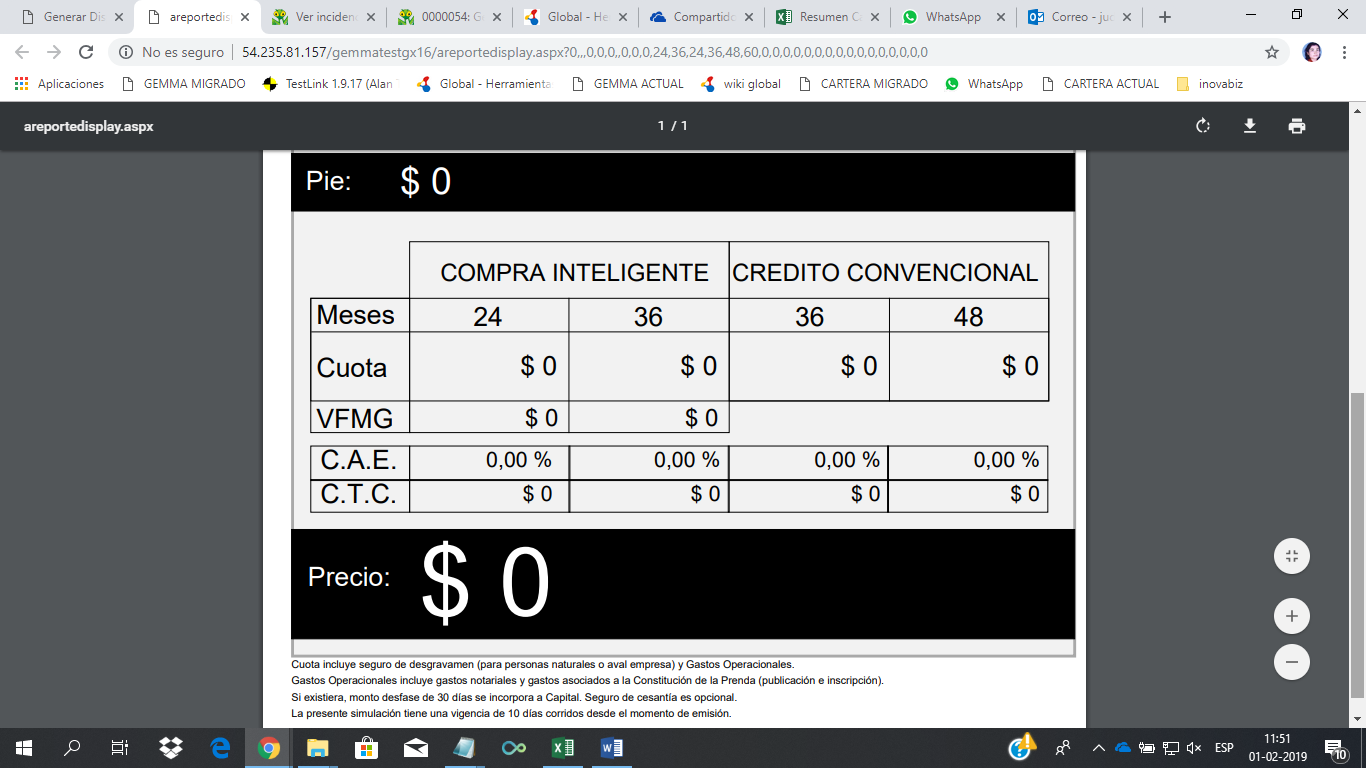 Generar Dis
areportedis
Ver inciden
0000054: G
Global - He
Compartido
Resumen C
WhatsApp
Correo - juc
No es seguro | 54.235.81.157/gemmatestgx16/areportedisplay.aspx?0,,,0,0,0,,0,0,0,24,36,24,36,48,60,0,0,0,0,0,0,0,0,0,0,0,0,0,0,0,0
Aplicaciones
GEMMA MIGRADO
TestLink 1.9.17 (Alan
Global - Herramienta
GEMMA ACTUAL
wiki global
CARTERA MIGRADO
WhatsApp
CARTERA ACTUAL
inovabiz
areportedisplay.aspx
1 / 1
Pie: $ 0
COMPRA INTELIGENTE CREDITO CONVENCIONAL
Meses 24 36 36 48
Cuota $ 0 $ 0 $ 0 $ 0
VFMG $ 0 $ 0
C.A.E. 0,00 % 0,00 % 0,00 % 0,00 %
C.T.C. $ 0 $ 0 $ 0 $ 0
Precio: $ 0
Cuota incluye seguro de desgravamen (para personas naturales o aval empresa) y Gastos Operacionales.
Gastos Operacionales incluye gastos notariales y gastos asociados a la Constitución de la Prenda (publicación e inscripción).
Si existiera, monto desfase de 30 días se incorpora a Capital. Seguro de cesantía es opcional.
La presente simulación tiene una vigencia de 10 días corridos desde el momento de emisión.
ESP
11:51
01-02-2019
10